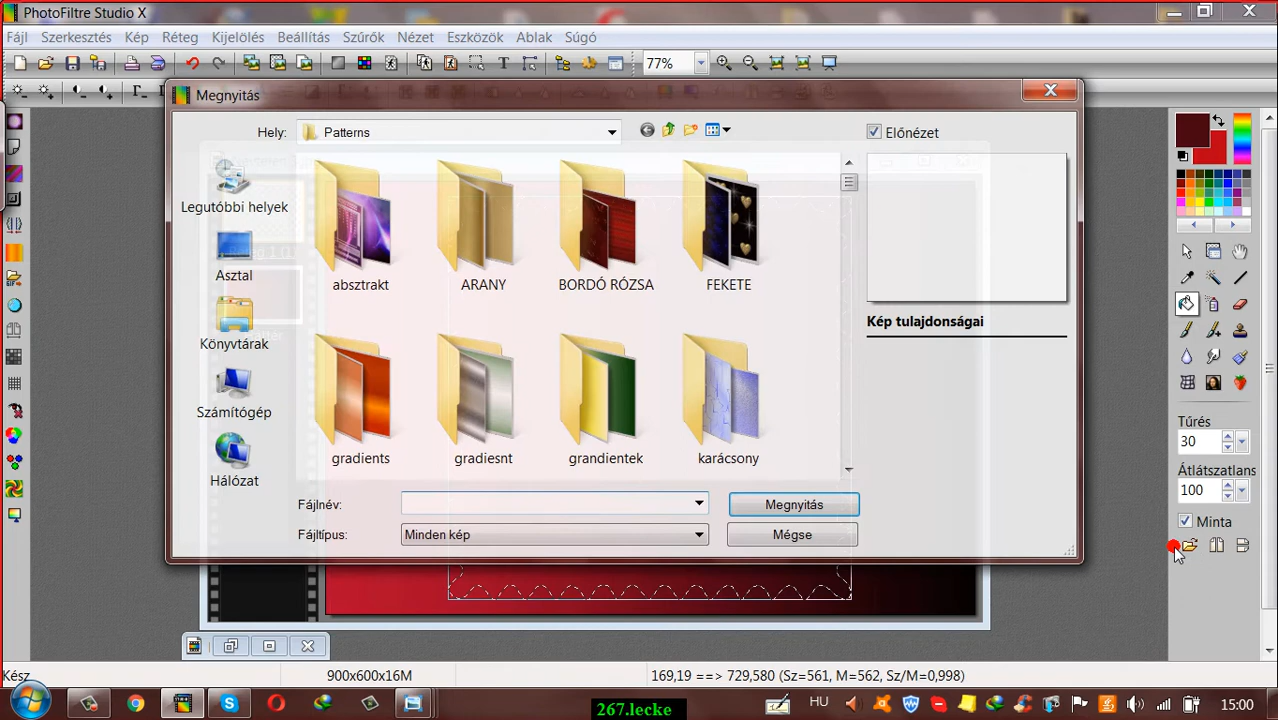 PhotoFiltre Studio X
Fájl Szerkesztés Kép Réteg Kijelölés Beállítás Szűrők Nézet Eszközök Ablak Súgó
77%
Megnyitás
Hely: Patterns
Előnézet
Legutóbbi helyek
Asztal
Könyvtárak
Számítógép
Hálózat
absztrakt ARANY BORDÓ RÓZSA FEKETE
gradients gradiesnt grandientek karácsony
Kép tulajdonságai
Fájlnév: Megnyitás
Fájltípus: Minden kép Mégse
Tűrés
30
Átlátszatlans
100
Minta
Kész 900x600x16M 169,19 ==> 729,580 (Sz=561, M=562, Sz/M=0,998)
267.lecke
HU 15:00